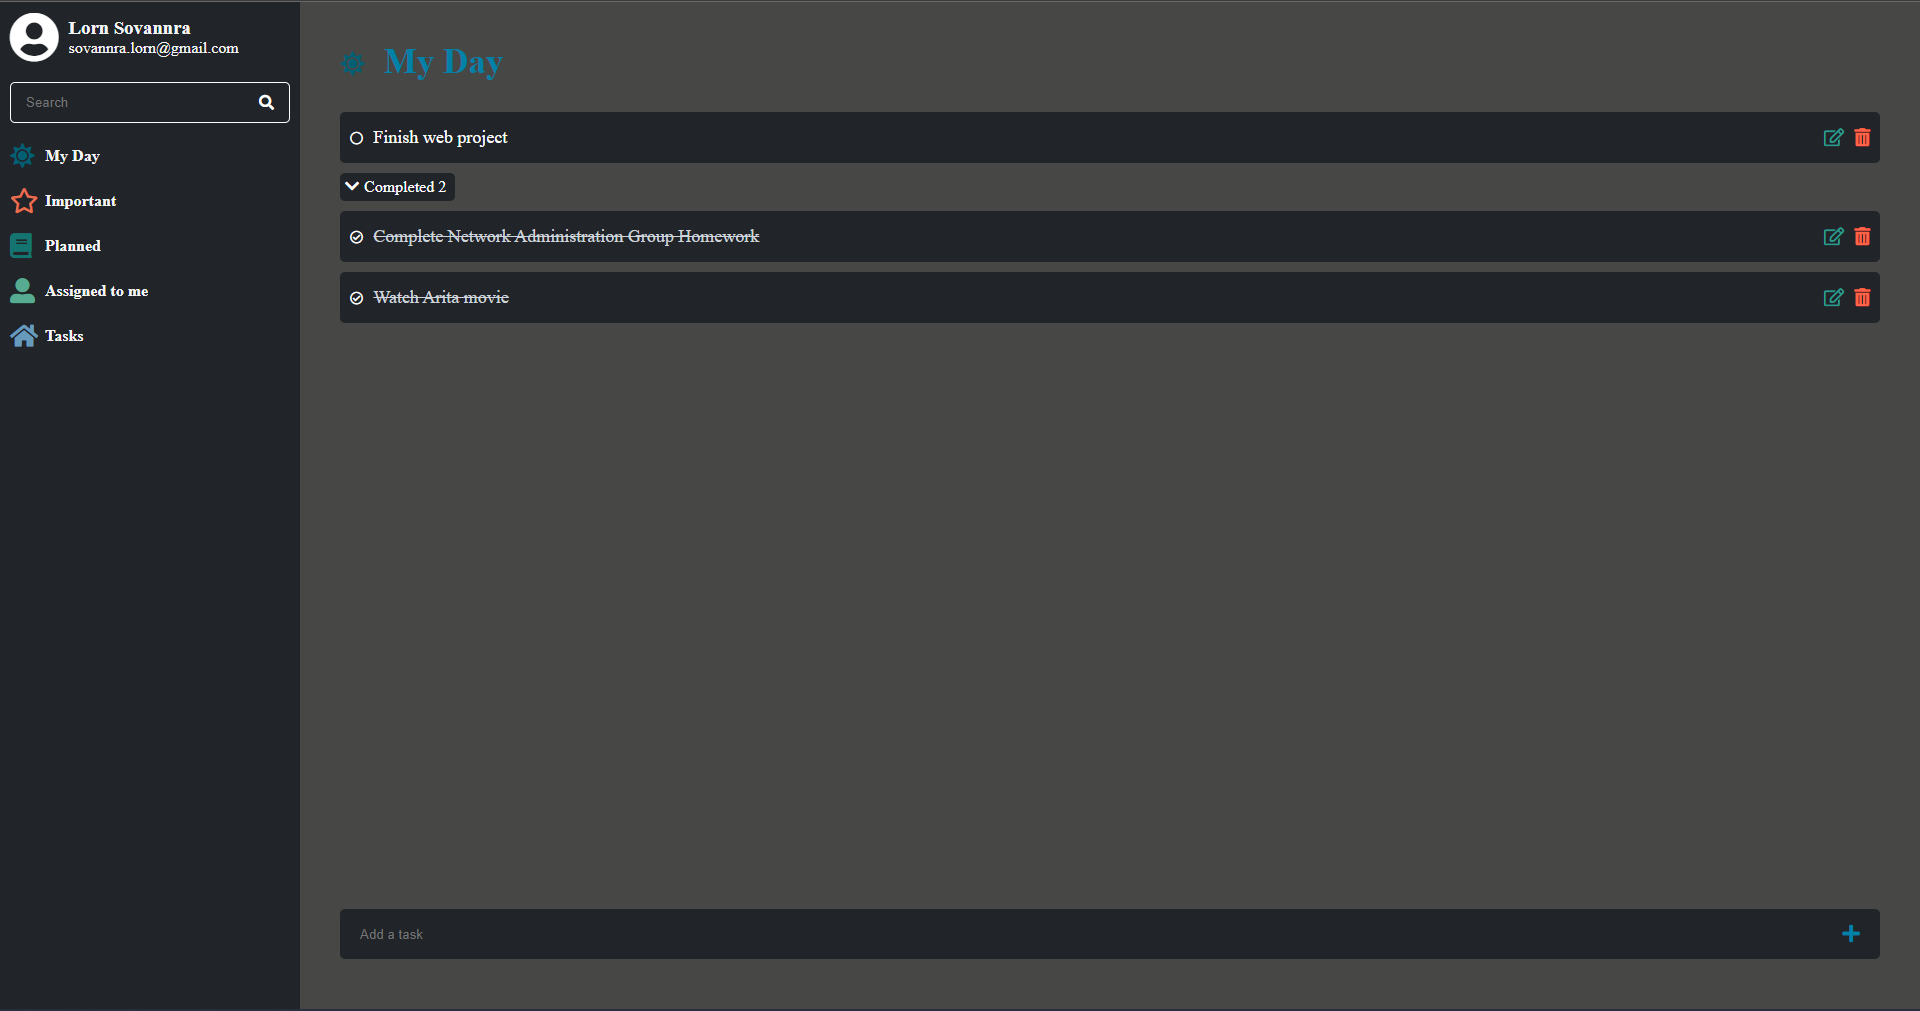 Lorn Sovannra
sovannra.lorn@gmail.com
Search
My Day
Important
Planned
Assigned to me
Tasks
My Day
Finish web project
Completed 2
Complete Network Administration Group Homework
Watch Arita movie
Add a task